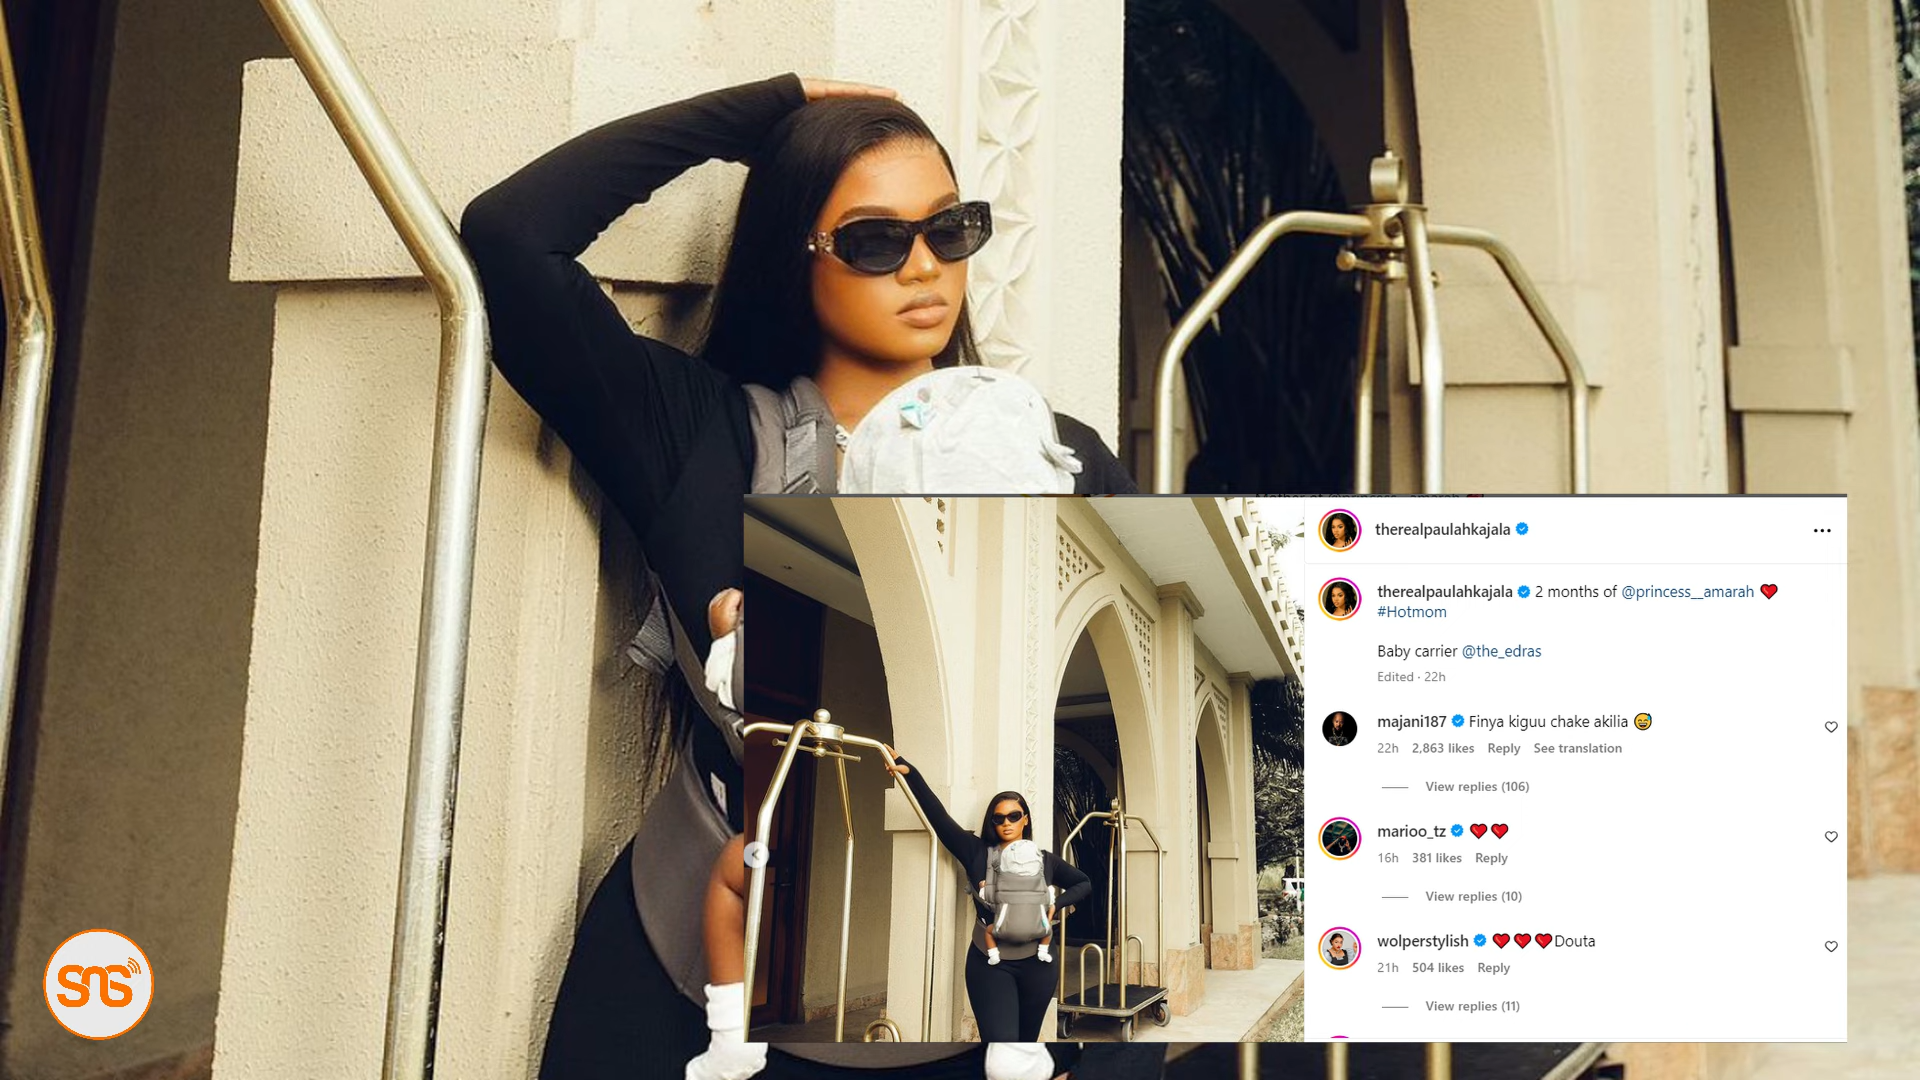 therealpaulahkajala
therealpaulahkajala 2 months of @princess__amarah ❤️
#Hotmom
Baby carrier @the_edras
Edited · 22h
majani187 Finya kiguu chake akilia 😅
22h 2,863 likes Reply See translation
View replies (106)
marioo_tz ❤️❤️
16h 381 likes Reply
View replies (10)
wolperstylish ❤️❤️❤️Douta
21h 504 likes Reply
View replies (11)
SNS